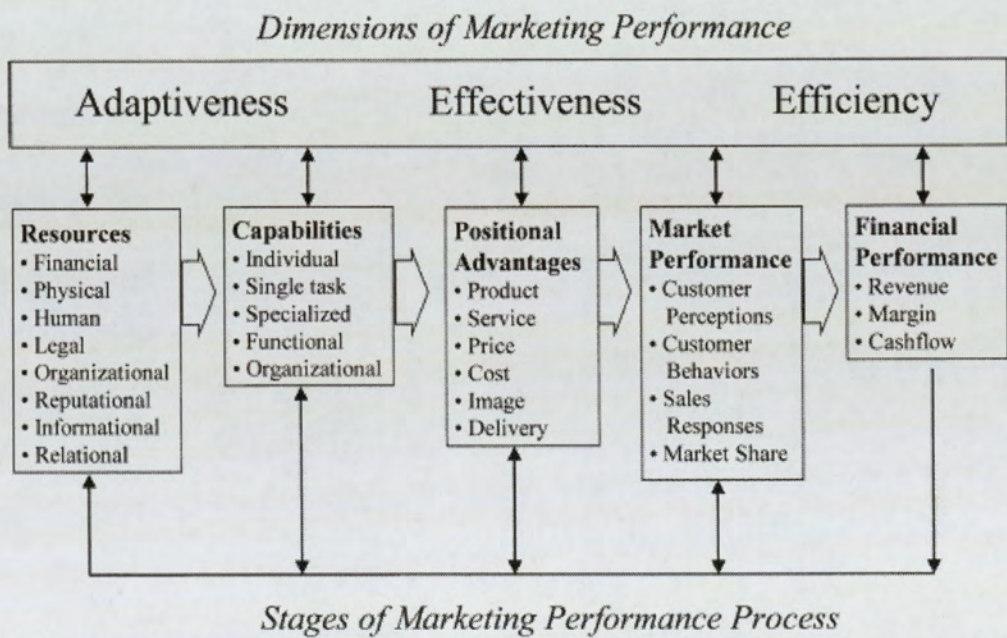 Dimensions of Marketing Performance
Adaptiveness Effectiveness Efficiency
Resources
• Financial
• Physical
• Human
• Legal
• Organizational
• Reputational
• Informational
• Relational
Capabilities
• Individual
• Single task
• Specialized
• Functional
• Organizational
Positional
Advantages
• Product
• Service
• Price
• Cost
• Image
• Delivery
Market
Performance
• Customer
Perceptions
• Customer
Behaviors
• Sales
Responses
• Market Share
Financial
Performance
• Revenue
• Margin
• Cashflow
Stages of Marketing Performance Process